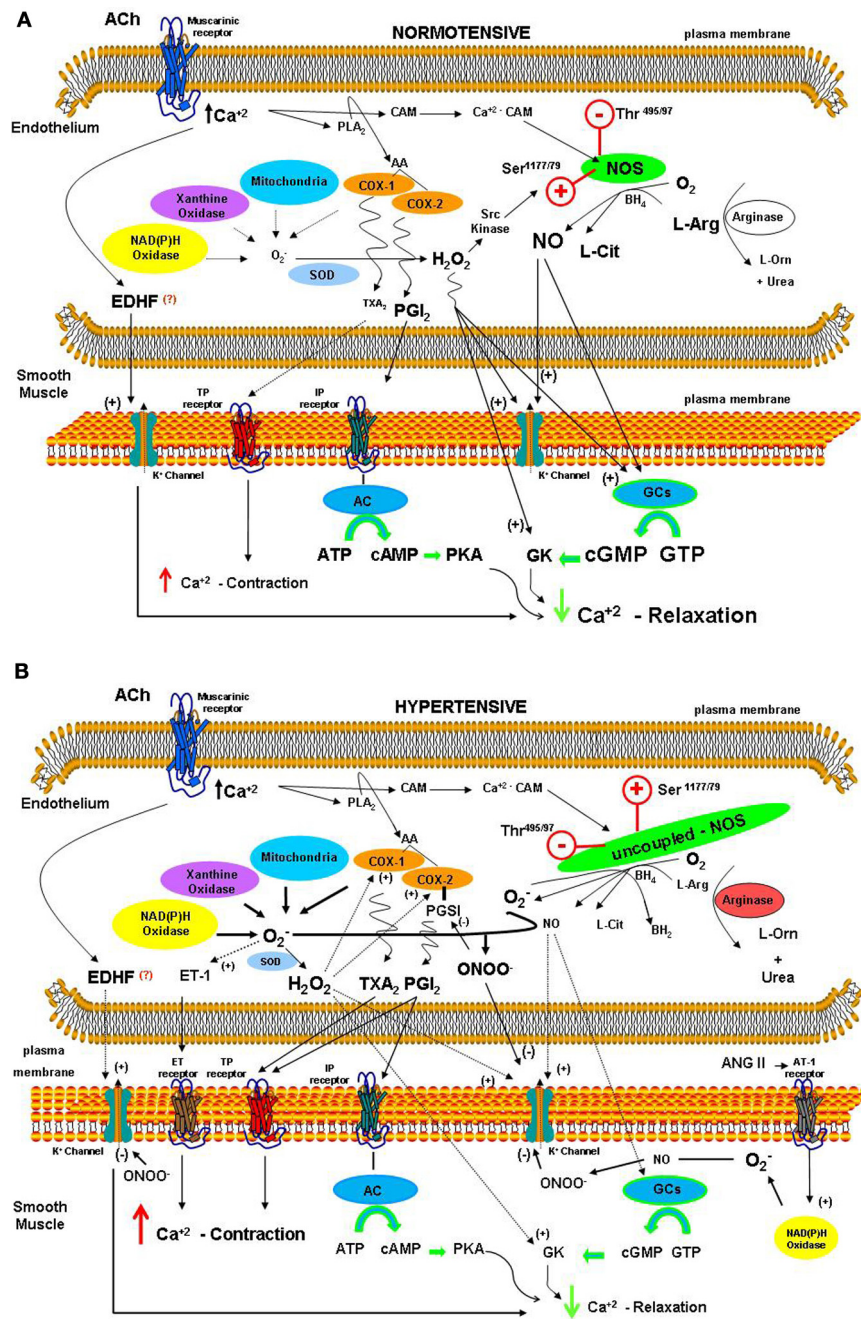 A
ACh
Muscarinic
receptor
NORMOTENSIVE
plasma membrane
Endothelium
↑Ca+2
PLA2
CAM
Ca+2 - CAM
- Thr 495/97
Ser1177/79
+
NOS
AA
COX-1
COX-2
Mitochondria
Xanthine
Oxidase
NAD(P)H
Oxidase
O2-
SOD
H2O2
Src
Kinase
NO
L-Cit
BH4
O2
L-Arg
Arginase
L-Orn
+ Urea
EDHF (?)
TXA2
PGI2
Smooth
Muscle
(+)
TP
receptor
IP
receptor
(+)
(+)
plasma membrane
K+ Channel
K+ Channel
AC
(+)
GCs
(+)
ATP cAMP PKA
GK cGMP GTP
↑ Ca+2 - Contraction
↓ Ca+2 - Relaxation
B
ACh
Muscarinic
receptor
HYPERTENSIVE
plasma membrane
Endothelium
↑Ca+2
PLA2
CAM
Ca+2 - CAM
+ Ser 1177/79
Thr495/97
-
uncoupled - NOS
AA
COX-1
(+)
COX-2
(+)
PGSI
(-)
Mitochondria
Xanthine
Oxidase
NAD(P)H
Oxidase
O2-
SOD
H2O2
O2-
NO
L-Cit
BH4
BH2
O2
L-Arg
Arginase
L-Orn
+
Urea
EDHF (?)
ET-1
(+)
TXA2 PGI2
ONOO-
plasma
membrane
(+)
ET
receptor
TP
receptor
IP
receptor
(+)
(-)
(+)
ANG II
AT-1
receptor
K+ Channel
(-)
ONOO-
(-)
K+ Channel
ONOO-
NO
O2-
(+)
NAD(P)H
Oxidase
Smooth
Muscle
AC
GCs
↑ Ca+2 - Contraction
ATP cAMP PKA
(+)
GK cGMP GTP
↓ Ca+2 - Relaxation